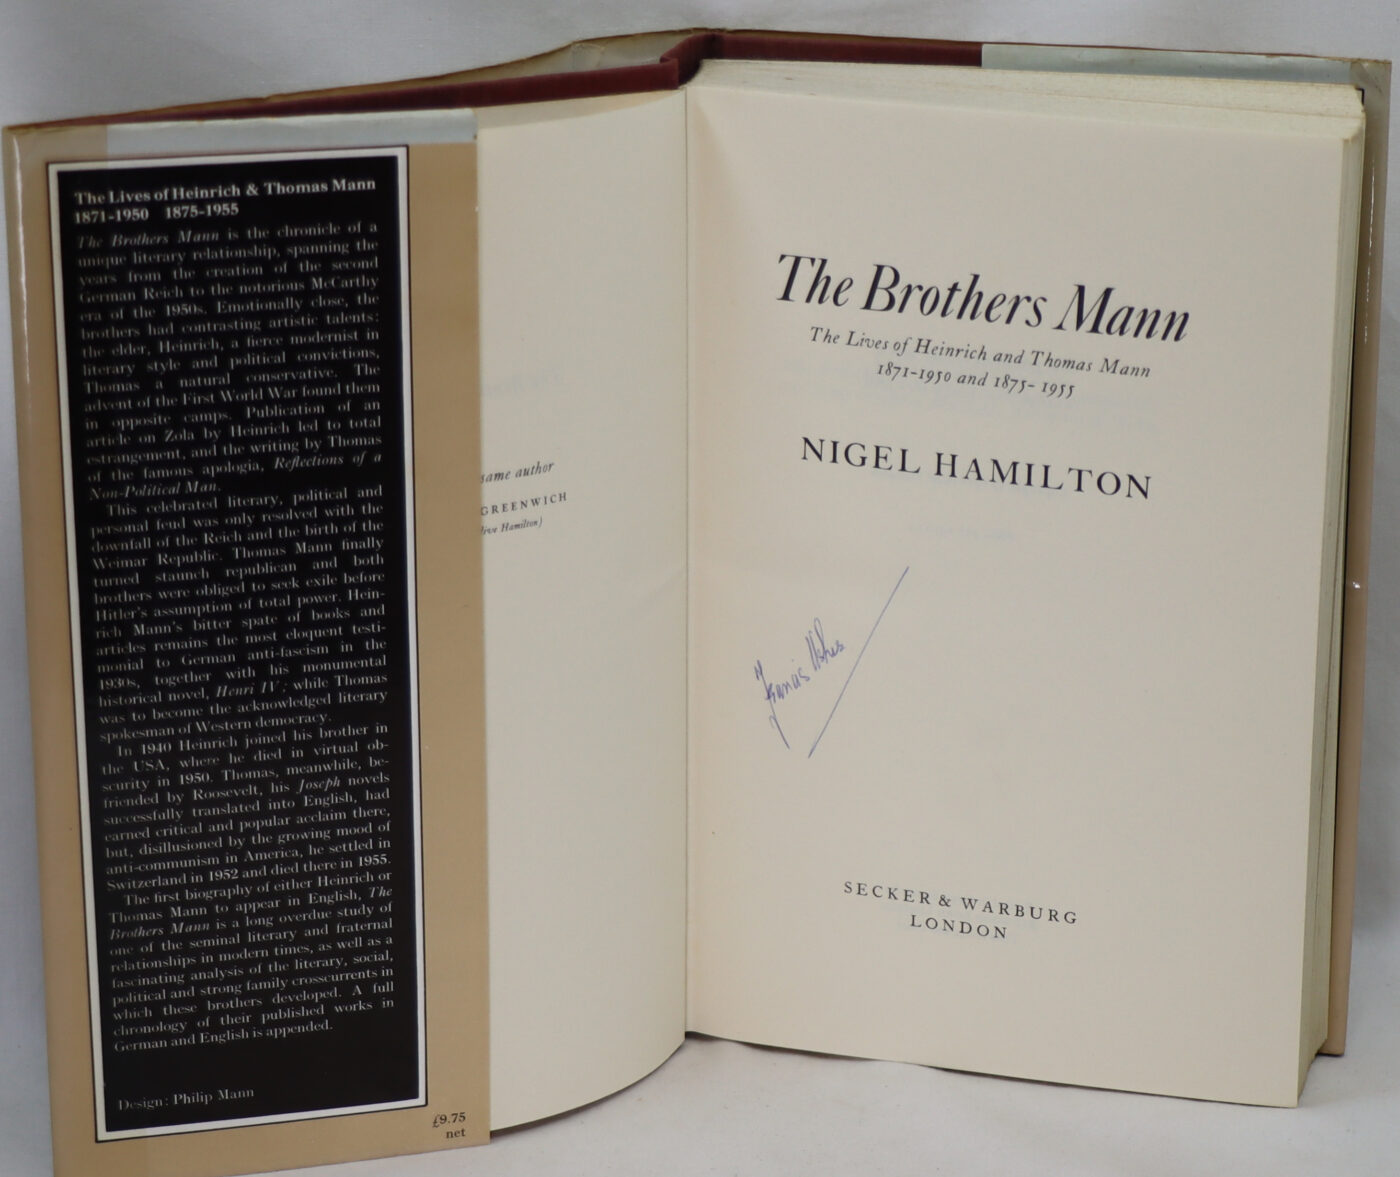 The Lives of Heinrich & Thomas Mann
1871-1950 1875-1955
The Brothers Mann is the chronicle of a
unique literary relationship, spanning the
years from the creation of the second
German Reich to the notorious McCarthy
era of the 1950s. Emotionally close, the
brothers had contrasting artistic talents:
the elder, Heinrich, a fierce modernist in
literary style and political convictions,
Thomas a natural conservative. The
advent of the First World War found them
in opposite camps. Publication of an
article on Zola by Heinrich led to total
estrangement, and the writing by Thomas
of the famous apologia, Reflections of a
Non-Political Man.
This celebrated literary, political and
personal feud was only resolved with the
downfall of the Reich and the birth of the
Weimar Republic. Thomas Mann finally
turned staunch republican and both
brothers were obliged to seek exile before
Hitler's assumption of total power. Hein-
rich Mann's bitter spate of books and
articles remains the most eloquent testi-
monial to German anti-fascism in the
1930s, together with his monumental
historical novel, Henri IV; while Thomas
was to become the acknowledged literary
spokesman of Western democracy.
In 1940 Heinrich joined his brother in
the USA, where he died in virtual ob-
scurity in 1950. Thomas, meanwhile, be-
friended by Roosevelt, his Joseph novels
successfully translated into English, had
earned critical and popular acclaim there,
but, disillusioned by the growing mood of
anti-communism in America, he settled in
Switzerland in 1952 and died there in 1955.
The first biography of either Heinrich or
Thomas Mann to appear in English, The
Brothers Mann is a long overdue study of
one of the seminal literary and fraternal
relationships in modern times, as well as a
fascinating analysis of the literary, social,
political and strong family crosscurrents in
which these brothers developed. A full
chronology of their published works in
German and English is appended.
Design: Philip Mann
£9.75
net
same author
GREENWICH
Hamilton)
The Brothers Mann
The Lives of Heinrich and Thomas Mann
1871-1950 and 1875-1955
NIGEL HAMILTON
Francis
SECKER & WARBURG
LONDON